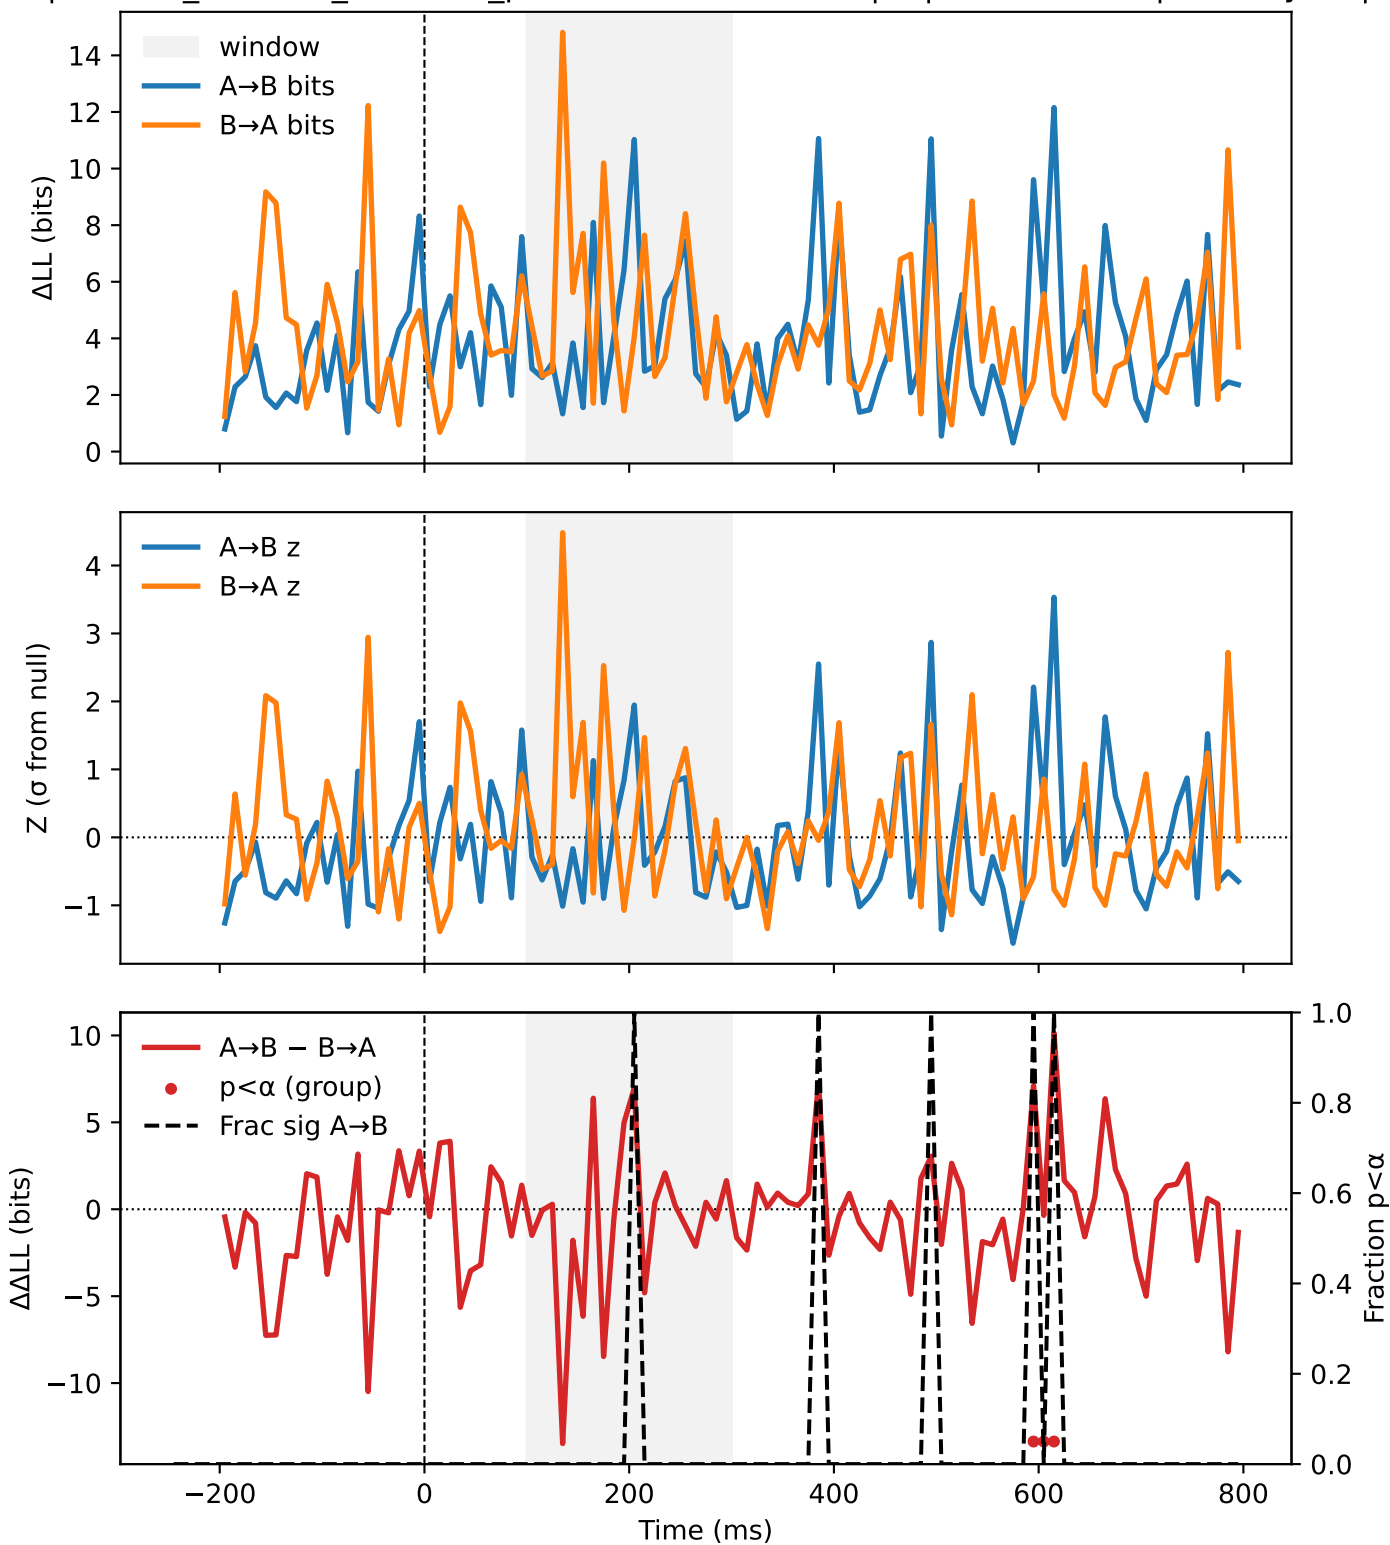 window
A→B bits
B→A bits
ΔLL (bits)
14
12
10
8
6
4
2
0
A→B z
B→A z
Z (σ from null)
4
3
2
1
0
−1
A→B − B→A
p<α (group)
Frac sig A→B
ΔΔLL (bits)
10
5
0
−5
−10
1.0
0.8
0.6
0.4
0.2
0.0
Fraction p<α
−200
0
200
400
600
800
Time (ms)